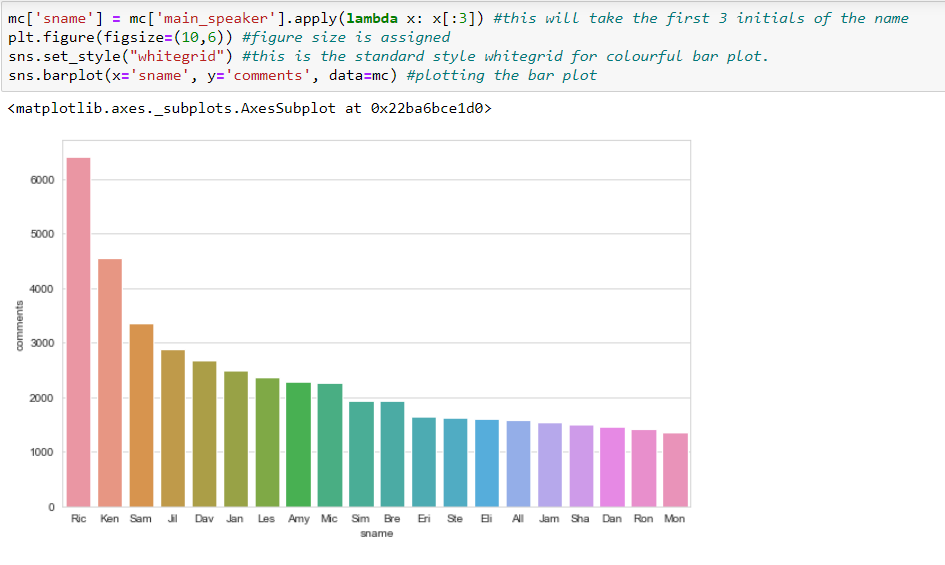 mc['sname'] = mc['main_speaker'].apply(lambda x: x[:3]) #this will take the first 3 initials of the name
plt.figure(figsize=(10,6)) #figure size is assigned
sns.set_style("whitegrid") #this is the standard style whitegrid for colourful bar plot.
sns.barplot(x='sname', y='comments', data=mc) #plotting the bar plot
<matplotlib.axes._subplots.AxesSubplot at 0x22ba6bce1d0>
6000
5000
4000
3000
2000
1000
0
comments
Ric Ken Sam Jil Dav Jan Les Amy Mic Sim Bre Eri Ste Eli All Jam Sha Dan Ron Mon
sname